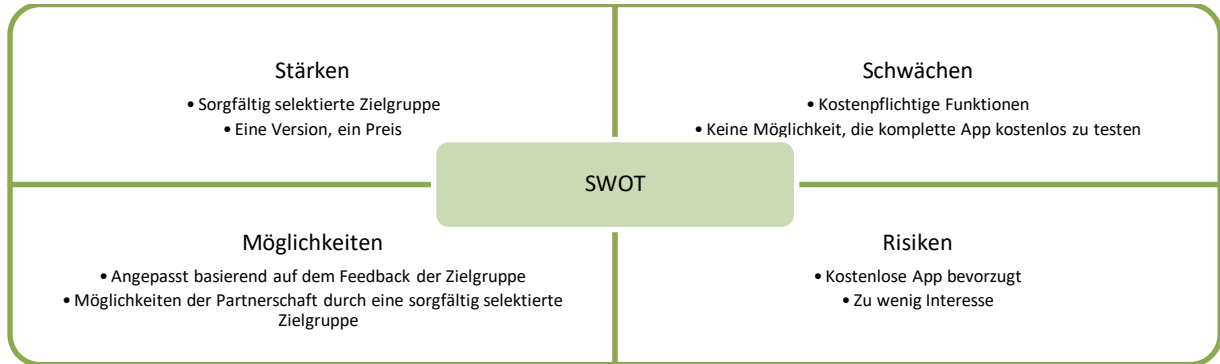 Stärken
• Sorgfältig selektierte Zielgruppe
• Eine Version, ein Preis
Schwächen
• Kostenpflichtige Funktionen
• Keine Möglichkeit, die komplette App kostenlos zu testen
SWOT
Möglichkeiten
• Angepasst basierend auf dem Feedback der Zielgruppe
• Möglichkeiten der Partnerschaft durch eine sorgfältig selektierte
Zielgruppe
Risiken
• Kostenlose App bevorzugt
• Zu wenig Interesse